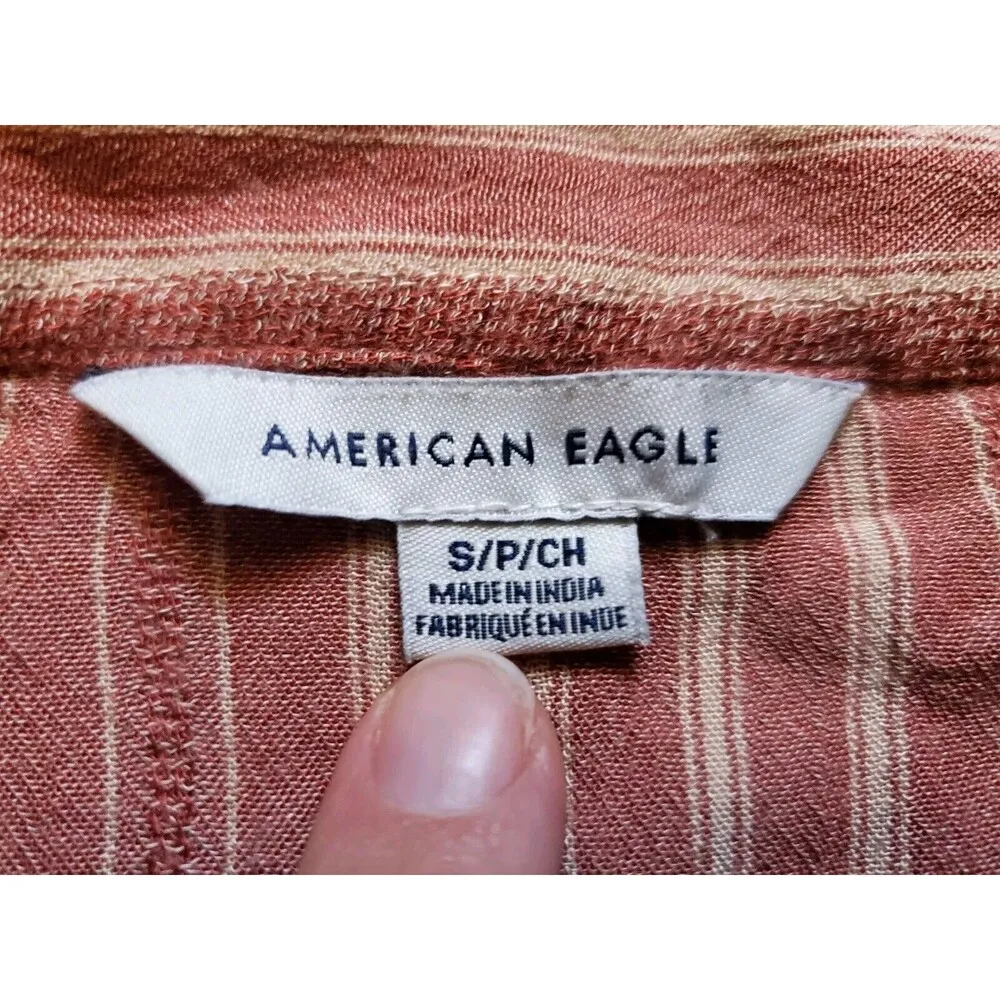 AMERICAN EAGLE
S/P/CH
MADE IN INDIA
FABRIQUÉ EN INDE